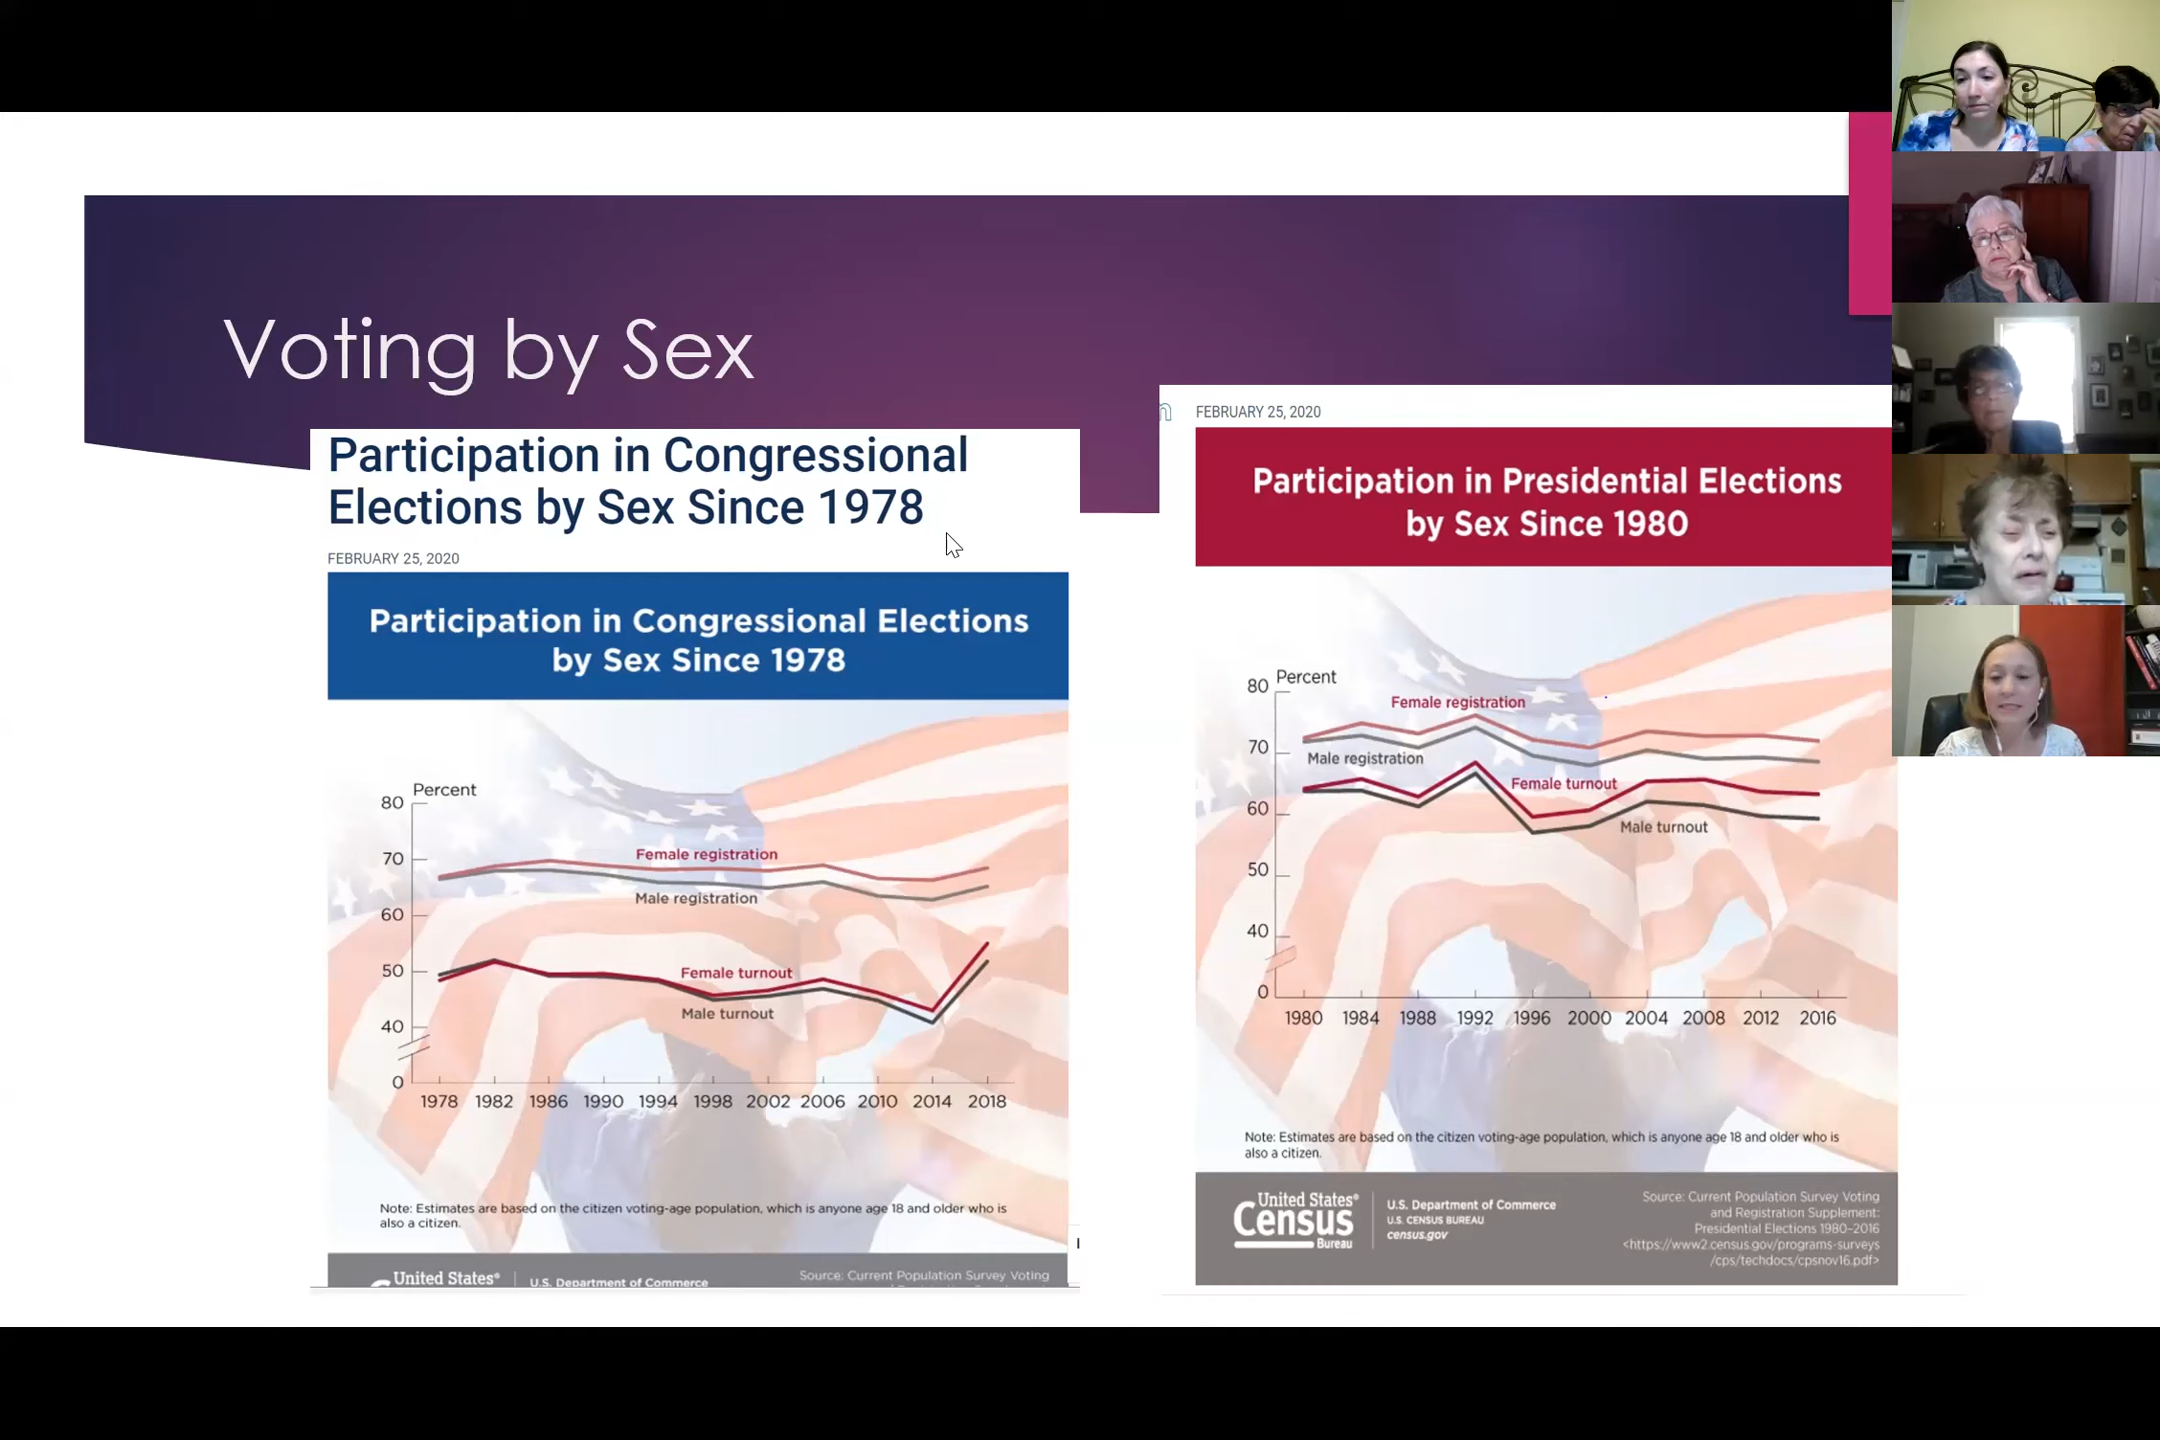 Voting by Sex
Participation in Congressional
Elections by Sex Since 1978
FEBRUARY 25, 2020
Participation in Congressional Elections
by Sex Since 1978
Percent
80
70
60
50
40
0
Female registration
Male registration
Female turnout
Male turnout
1978 1982 1986 1990 1994 1998 2002 2006 2010 2014 2018
Note: Estimates are based on the citizen voting-age population, which is anyone age 18 and older who is
also a citizen.
United States®
U.S. Department of Commerce
Source: Current Population Survey Voting
n
FEBRUARY 25, 2020
Participation in Presidential Elections
by Sex Since 1980
Percent
80
70
60
50
40
0
Female registration
Male registration
Female turnout
Male turnout
1980 1984 1988 1992 1996 2000 2004 2008 2012 2016
Note: Estimates are based on the citizen voting-age population, which is anyone age 18 and older who is
also a citizen.
United States®
Census
Bureau
U.S. Department of Commerce
U.S. CENSUS BUREAU
census.gov
Source: Current Population Survey Voting
and Registration Supplement:
Presidential Elections 1980–2016
<https://www2.census.gov/programs-surveys
/cps/techdocs/cpsnov16.pdf>